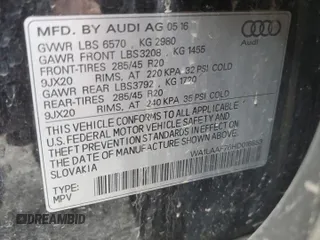 MFD. BY AUDI AG 05 16
GVWR LBS 6570 , KG 2980
GAWR FRONT LBS3208 , KG 1455
FRONT-TIRES 285/45 R20
9JX20 RIMS, AT 220 KPA, 32 PSI COLD
Audi
GAWR REAR LBS3792 , KG 1720
REAR-TIRES 285/45 R20
9JX20 RIMS, AT 240 KPA, 35 PSI COLD
THIS VEHICLE CONFORMS TO ALL APPLICABLE
U.S. FEDERAL MOTOR VEHICLE SAFETY AND
THEFT PREVENTION STANDARDS IN EFFECT ON
THE DATE OF MANUFACTURE SHOWN ABOVE
SLOVAKIA
TYPE:
MPV
DREAMBID